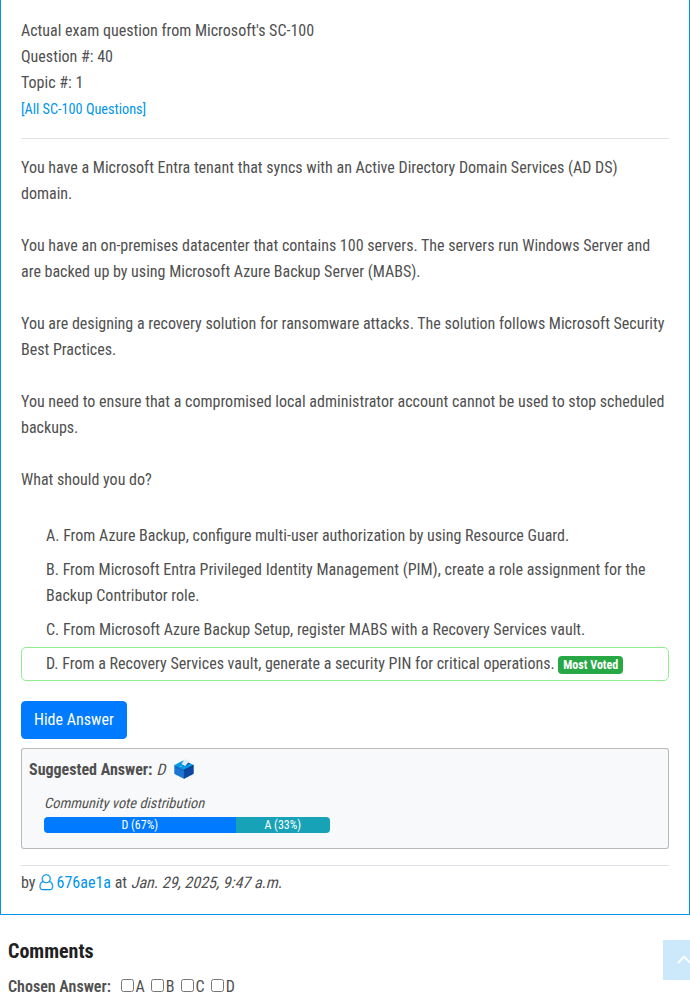 Actual exam question from Microsoft's SC-100
Question #: 40
Topic #: 1
[All SC-100 Questions]
You have a Microsoft Entra tenant that syncs with an Active Directory Domain Services (AD DS)
domain.
You have an on-premises datacenter that contains 100 servers. The servers run Windows Server and
are backed up by using Microsoft Azure Backup Server (MABS).
You are designing a recovery solution for ransomware attacks. The solution follows Microsoft Security
Best Practices.
You need to ensure that a compromised local administrator account cannot be used to stop scheduled
backups.
What should you do?
A. From Azure Backup, configure multi-user authorization by using Resource Guard.
B. From Microsoft Entra Privileged Identity Management (PIM), create a role assignment for the
Backup Contributor role.
C. From Microsoft Azure Backup Setup, register MABS with a Recovery Services vault.
D. From a Recovery Services vault, generate a security PIN for critical operations. Most Voted
Hide Answer
Suggested Answer: D
Community vote distribution
D (67%) A (33%)
by 676ae1a at Jan. 29, 2025, 9:47 a.m.
Comments
Chosen Answer: A B C D